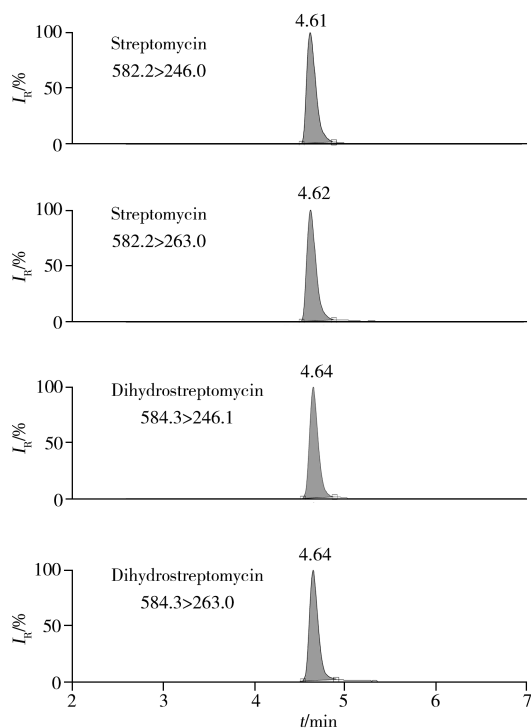 4.61
100
Streptomycin
582.2>246.0
50
I_R/%
0
4.62
100
Streptomycin
582.2>263.0
50
I_R/%
0
4.64
100
Dihydrostreptomycin
584.3>246.1
50
I_R/%
0
4.64
100
Dihydrostreptomycin
584.3>263.0
50
I_R/%
0
2 3 4 5 6 7
t/min